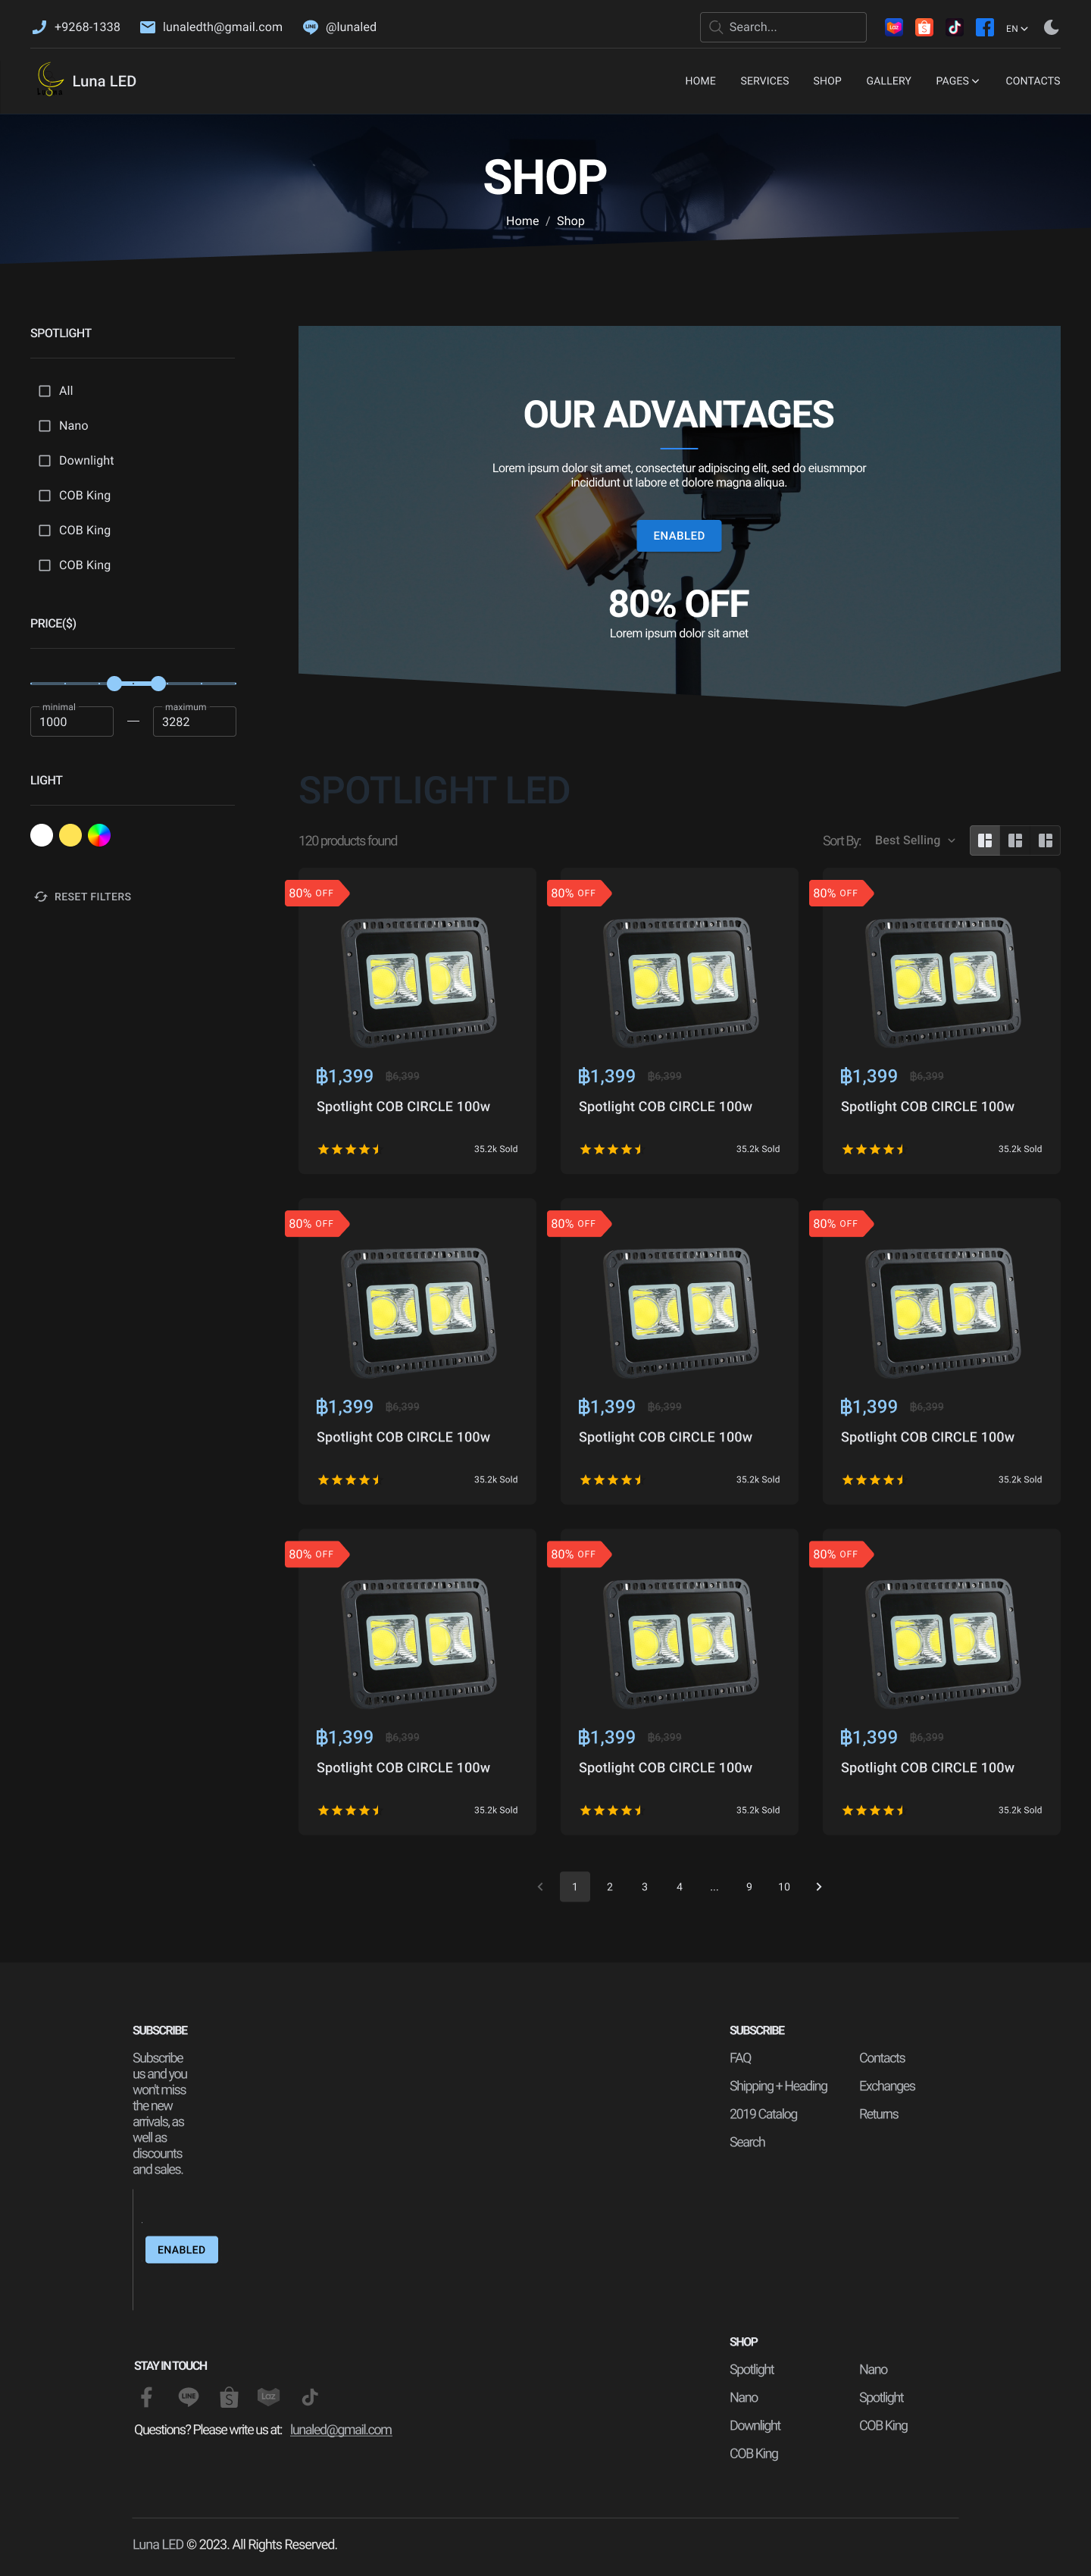 +9268-1338 lunaledth@gmail.com LINE @lunaled Search... EN
Luna LED HOME SERVICES SHOP GALLERY PAGES CONTACTS
SHOP
Home / Shop
SPOTLIGHT
All
Nano
Downlight
COB King
COB King
COB King
PRICE($)
minimal maximum
1000 — 3282
LIGHT
RESET FILTERS
OUR ADVANTAGES
Lorem ipsum dolor sit amet, consectetur adipiscing elit, sed do eiusmmpor
incididunt ut labore et dolore magna aliqua.
ENABLED
80% OFF
Lorem ipsum dolor sit amet
SPOTLIGHT LED
120 products found Sort By: Best Selling
80% OFF 80% OFF 80% OFF
฿1,399 ฿6,399 ฿1,399 ฿6,399 ฿1,399 ฿6,399
Spotlight COB CIRCLE 100w Spotlight COB CIRCLE 100w Spotlight COB CIRCLE 100w
35.2k Sold 35.2k Sold 35.2k Sold
80% OFF 80% OFF 80% OFF
฿1,399 ฿6,399 ฿1,399 ฿6,399 ฿1,399 ฿6,399
Spotlight COB CIRCLE 100w Spotlight COB CIRCLE 100w Spotlight COB CIRCLE 100w
35.2k Sold 35.2k Sold 35.2k Sold
80% OFF 80% OFF 80% OFF
฿1,399 ฿6,399 ฿1,399 ฿6,399 ฿1,399 ฿6,399
Spotlight COB CIRCLE 100w Spotlight COB CIRCLE 100w Spotlight COB CIRCLE 100w
35.2k Sold 35.2k Sold 35.2k Sold
1 2 3 4 ... 9 10
SUBSCRIBE
Subscribe
us and you
won't miss
the new
arrivals, as
well as
discounts
and sales.
ENABLED
SUBSCRIBE
FAQ Contacts
Shipping + Heading Exchanges
2019 Catalog Returns
Search
STAY IN TOUCH
LINE S Laz
Questions? Please write us at: lunaled@gmail.com
SHOP
Spotlight Nano
Nano Spotlight
Downlight COB King
COB King
Luna LED © 2023. All Rights Reserved.